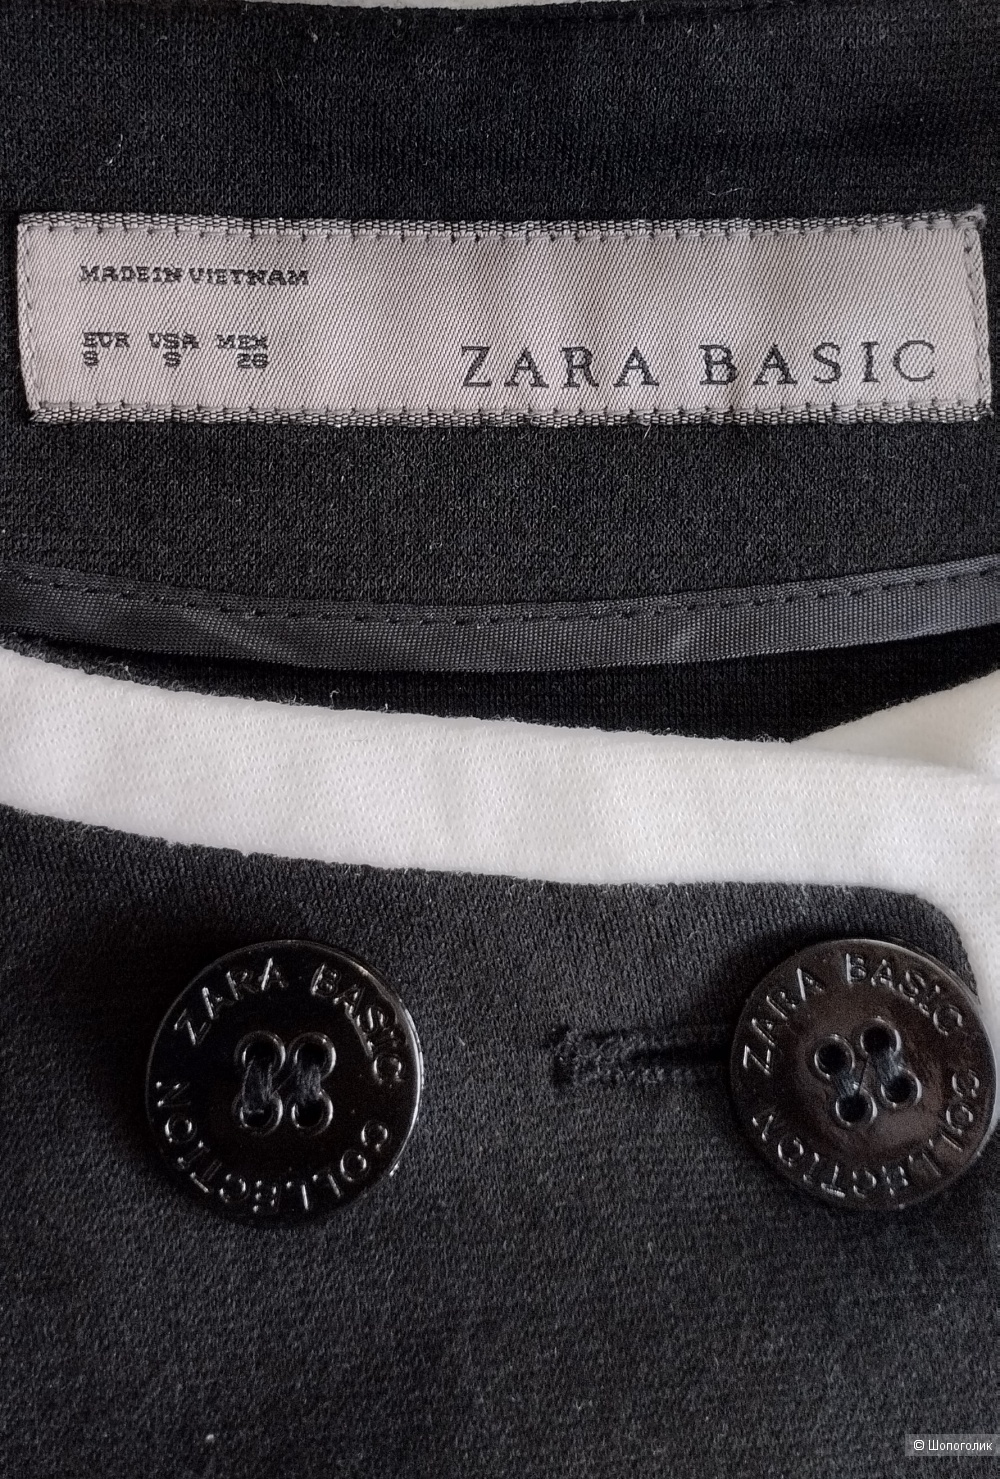 MADE IN VIETNAM
EUR USA MEX
S S 26
ZARA BASIC
ZARA BASIC COLLECTION
ZARA BASIC COLLECTION
© Шопоголик